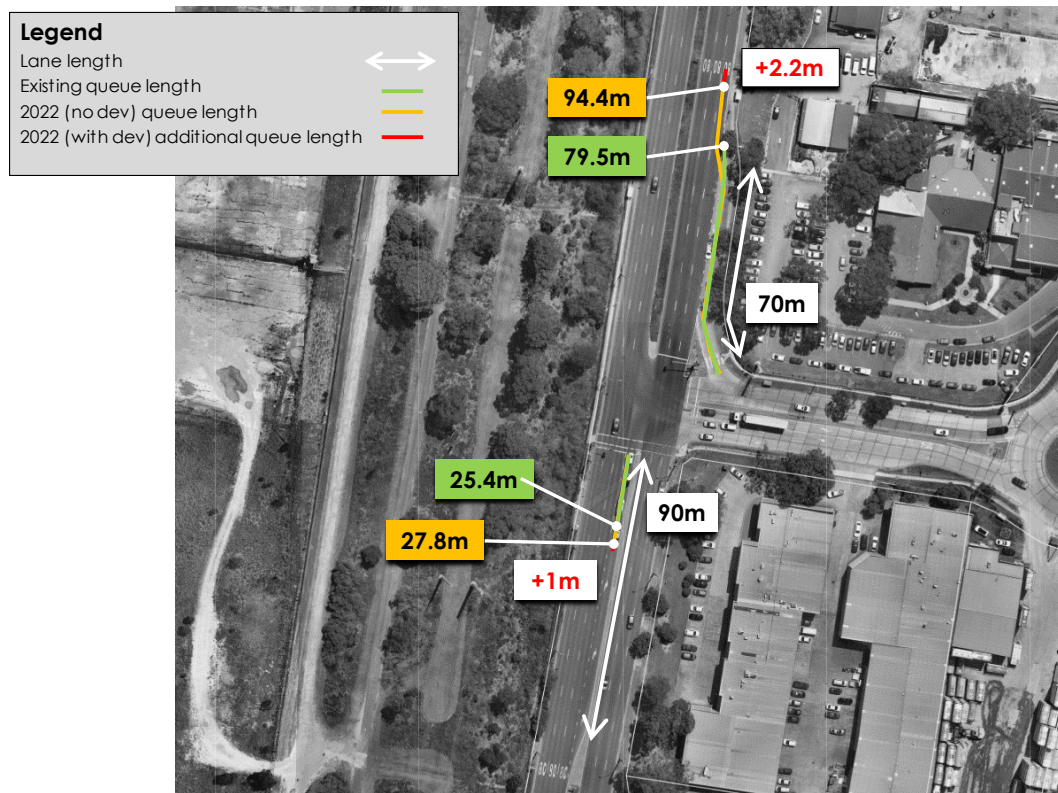 Legend
Lane length
Existing queue length
2022 (no dev) queue length
2022 (with dev) additional queue length
+2.2m
94.4m
79.5m
70m
25.4m
90m
27.8m
+1m